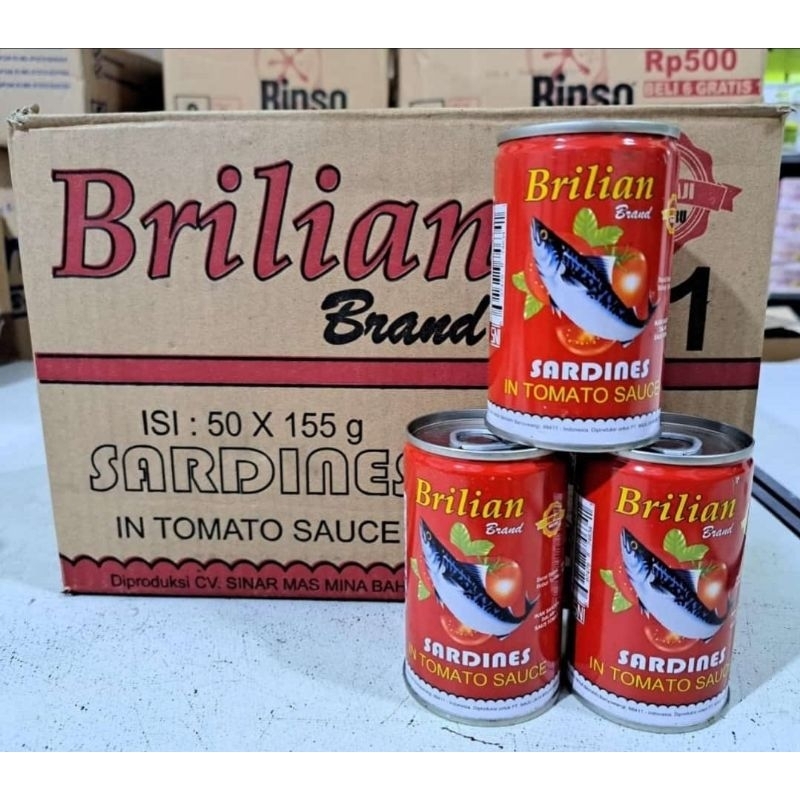 Rp500
BELI 6 GRATIS 1
Rinso
Rinso
Brilian
Brand
1
ISI : 50 X 155 g
SARDINES
IN TOMATO SAUCE
Diproduksi CV. SINAR MAS MINA BAH
Brilian
Brand
SARDINES
IN TOMATO SAUCE
Brilian
Brand
SARDINES
IN TOMATO SAUCE
Brilian
Brand
SARDINES
IN TOMATO SAUCE